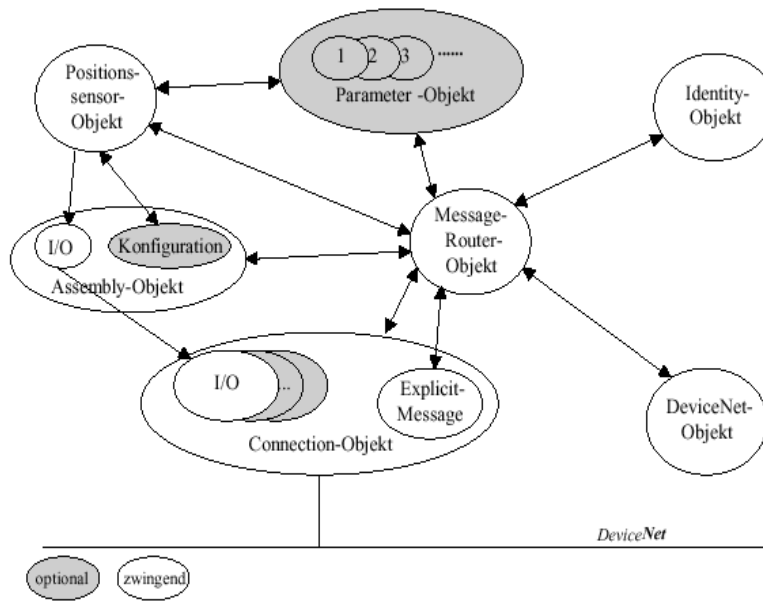 Positions-
sensor-
Objekt
1 2 3 ......
Parameter -Objekt
Identity-
Objekt
Message-
Router-
Objekt
I/O
Konfiguration
Assembly-Objekt
I/O
...
Explicit-
Message
Connection-Objekt
DeviceNet-
Objekt
DeviceNet
optional
zwingend